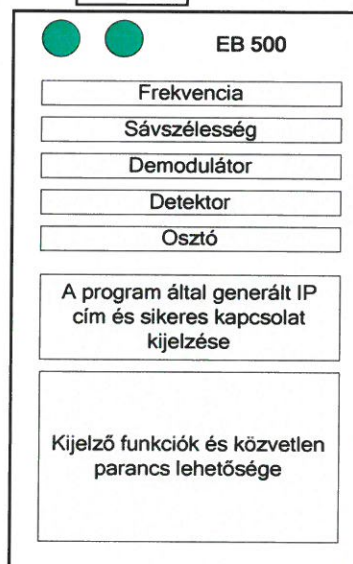 EB 500
Frekvencia
Sávszélesség
Demodulátor
Detektor
Osztó
A program által generált IP
cím és sikeres kapcsolat
kijelzése
Kijelző funkciók és közvetlen
parancs lehetősége